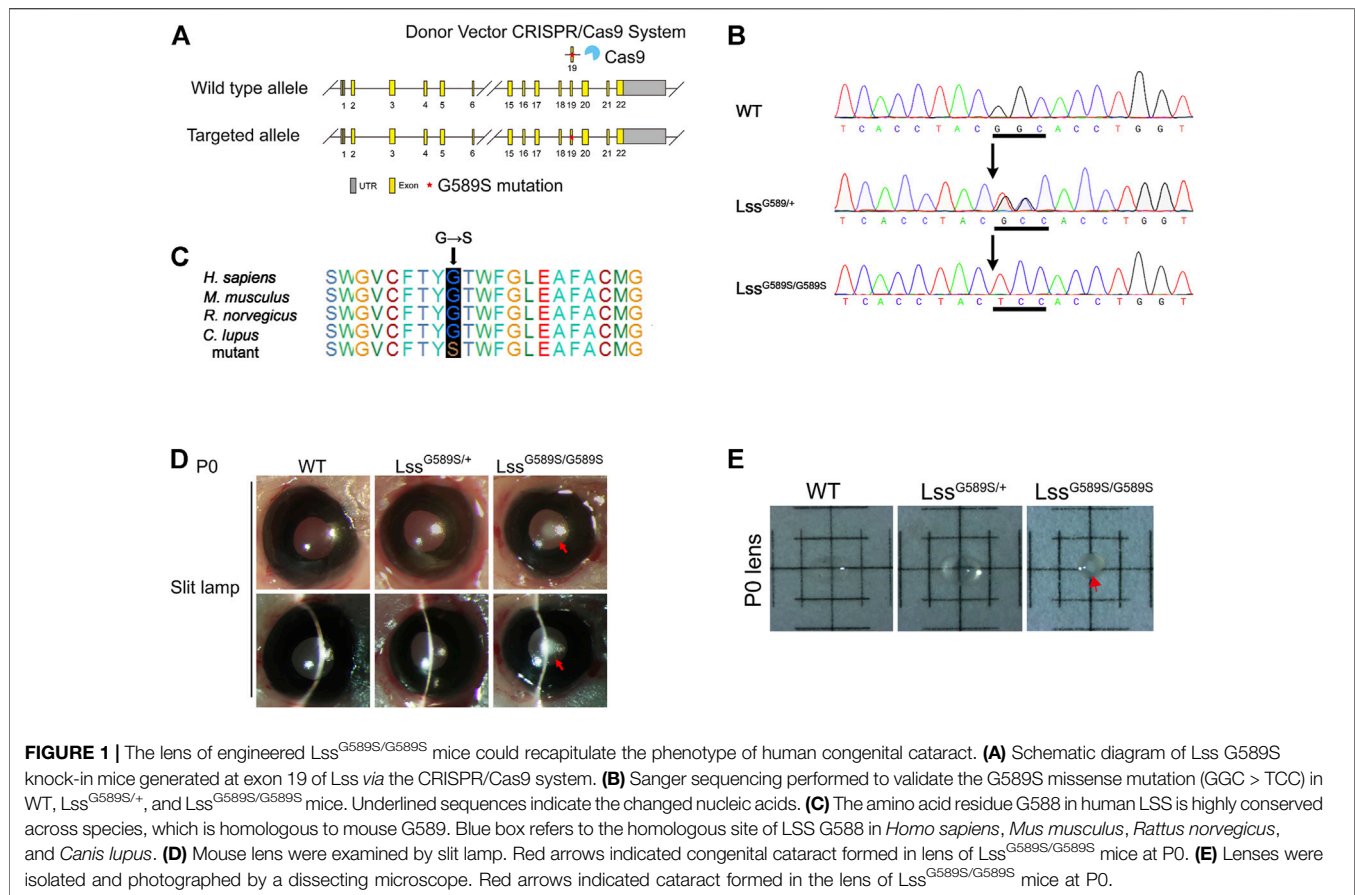 A
Donor Vector CRISPR/Cas9 System
Cas9
19
Wild type allele
1 2 3 4 5 6 15 16 17 18 19 20 21 22
Targeted allele
1 2 3 4 5 6 15 16 17 18 19 20 21 22
UTR Exon * G589S mutation
B
WT
T C A C C T A C G G C A C C T G G T
Lss^G589/+
T C A C C T A C G C C A C C T G G T
Lss^G589S/G589S
T C A C C T A C T C C A C C T G G T
C
G→S
H. sapiens SWGVCFTYGTWFGLEAFACMG
M. musculus SWGVCFTYGTWFGLEAFACMG
R. norvegicus SWGVCFTYGTWFGLEAFACMG
C. lupus SWGVCFTYGTWFGLEAFACMG
mutant SWGVCFTYSTWFGLEAFACMG
D P0 WT Lss^G589S/+ Lss^G589S/G589S
Slit lamp
E
WT Lss^G589S/+ Lss^G589S/G589S
P0 lens
FIGURE 1 | The lens of engineered Lss^G589S/G589S mice could recapitulate the phenotype of human congenital cataract. (A) Schematic diagram of Lss G589S
knock-in mice generated at exon 19 of Lss via the CRISPR/Cas9 system. (B) Sanger sequencing performed to validate the G589S missense mutation (GGC > TCC) in
WT, Lss^G589S/+, and Lss^G589S/G589S mice. Underlined sequences indicate the changed nucleic acids. (C) The amino acid residue G588 in human LSS is highly conserved
across species, which is homologous to mouse G589. Blue box refers to the homologous site of LSS G588 in Homo sapiens, Mus musculus, Rattus norvegicus,
and Canis lupus. (D) Mouse lens were examined by slit lamp. Red arrows indicated congenital cataract formed in lens of Lss^G589S/G589S mice at P0. (E) Lenses were
isolated and photographed by a dissecting microscope. Red arrows indicated cataract formed in the lens of Lss^G589S/G589S mice at P0.